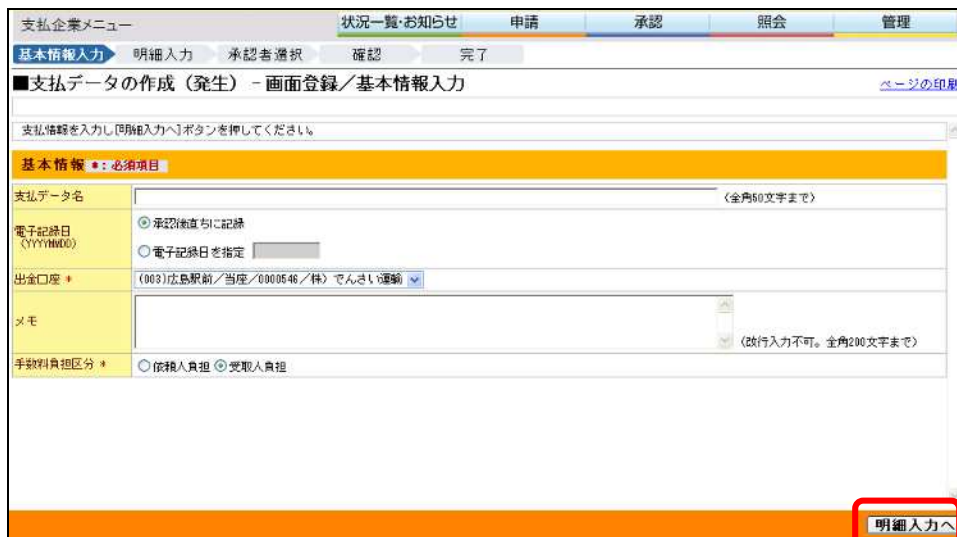 支払企業メニュー 状況一覧・お知らせ 申請 承認 照会 管理
基本情報入力 明細入力 承認者選択 確認 完了
■支払データの作成（発生）－画面登録／基本情報入力 ページの印刷
支払情報を入力し[明細入力へ]ボタンを押してください。
基本情報 *：必須項目
支払データ名 （全角50文字まで）
電子記録日 ◉承認後直ちに記録
（YYYYMMDD） ○電子記録日を指定
出金口座 * (003)広島駅前／当座／0000546／株）でんさい運輸
メモ （改行入力不可。全角200文字まで）
手数料負担区分 * ○依頼人負担 ◉受取人負担
明細入力へ